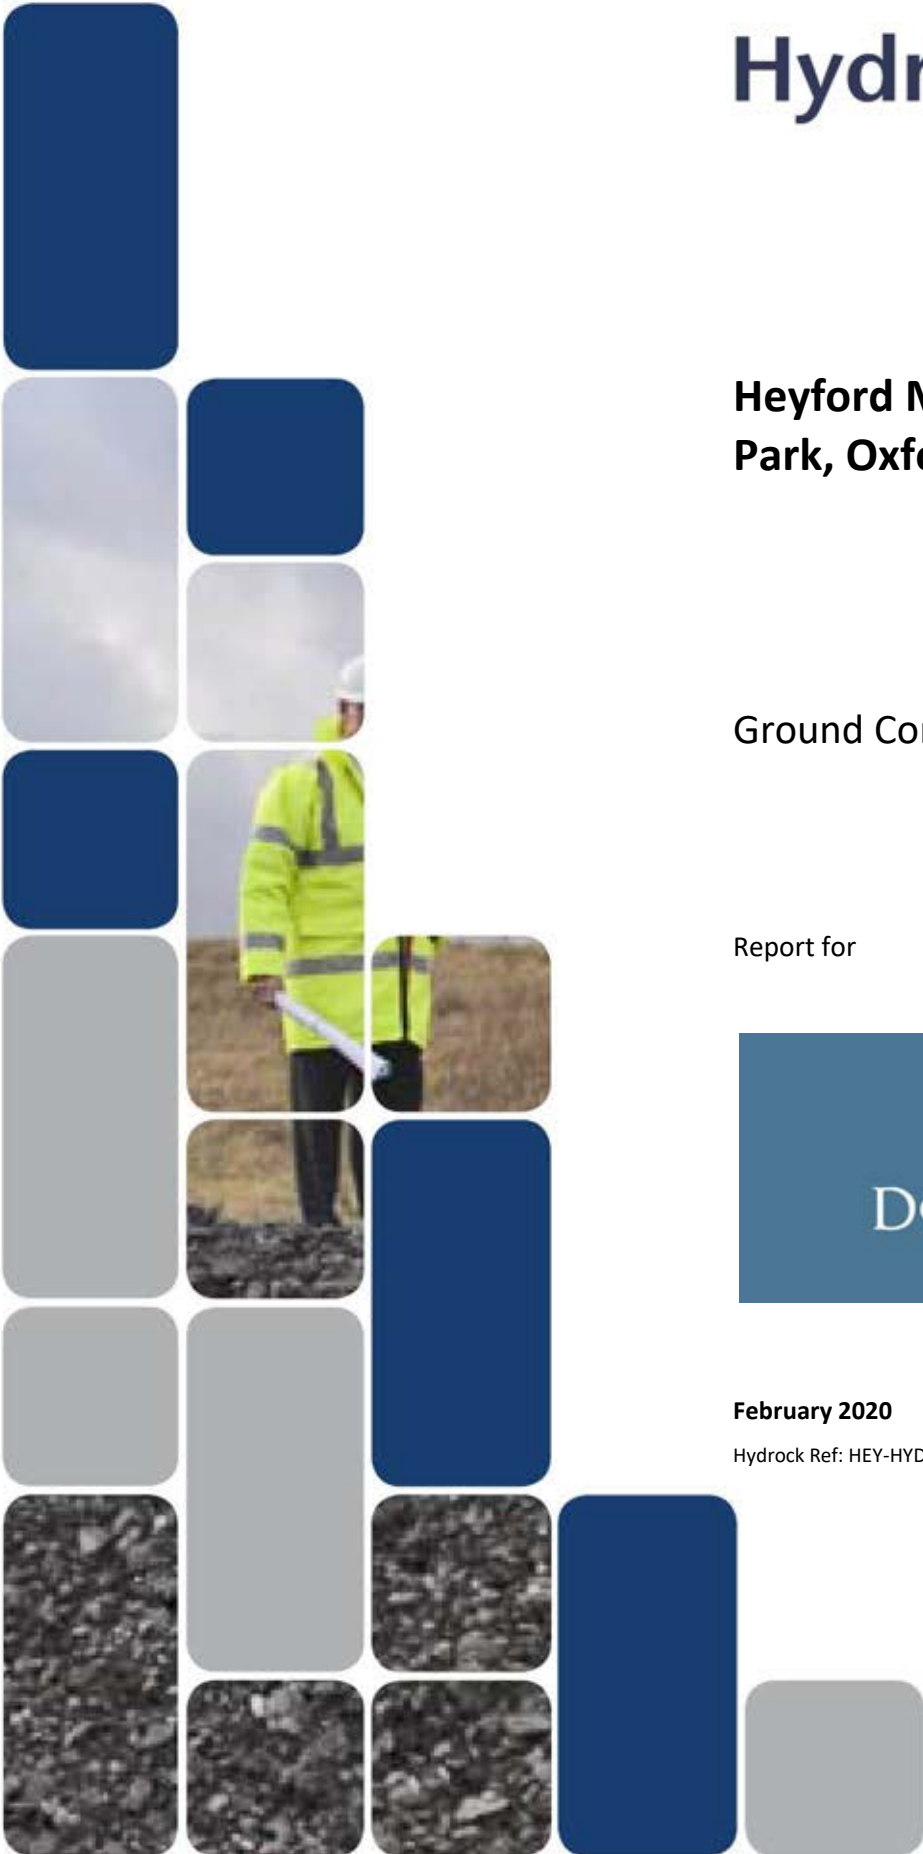 Hydr
Heyford
Park, Oxf
Ground Co
Report for
D
February 2020
Hydrock Ref: HEY-HYD